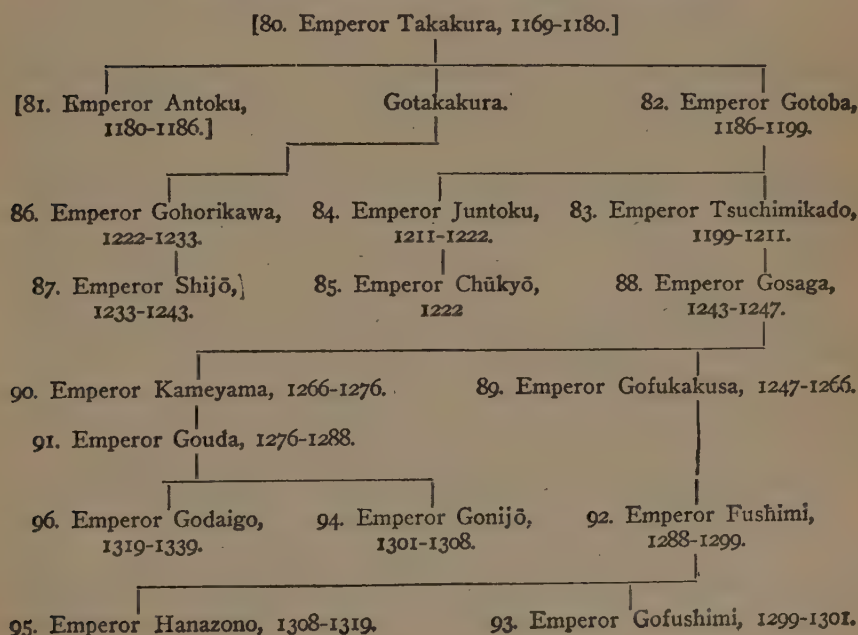 [80. Emperor Takakura, 1169-1180.]
[81. Emperor Antoku,
1180-1186.]
Gotakakura.
82. Emperor Gotoba,
1186-1199.
86. Emperor Gohorikawa,
1222-1233.
84. Emperor Juntoku,
1211-1222.
83. Emperor Tsuchimikado,
1199-1211.
87. Emperor Shijō,]
1233-1243.
85. Emperor Chūkyō,
1222
88. Emperor Gosaga,
1243-1247.
90. Emperor Kameyama, 1266-1276.
89. Emperor Gofukakusa, 1247-1266.
91. Emperor Gouda, 1276-1288.
96. Emperor Godaigo,
1319-1339.
94. Emperor Gonijō,
1301-1308.
92. Emperor Fushimi,
1288-1299.
95. Emperor Hanazono, 1308-1319.
93. Emperor Gofushimi, 1299-1301.